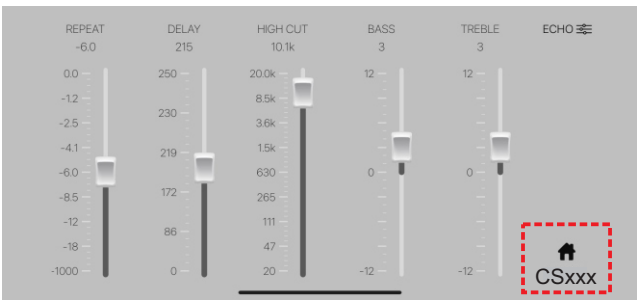 REPEAT DELAY HIGH CUT BASS TREBLE ECHO
-6.0 215 10.1k 3 3
0.0 250 20.0k 12 12
-1.2 8.5k
-2.5 230 3.6k
-4.1 219 1.5k
-6.0 630 0 0
-8.5 172 265
-12 86 111
-18 47
-1000 0 20 -12 -12
CSxxx